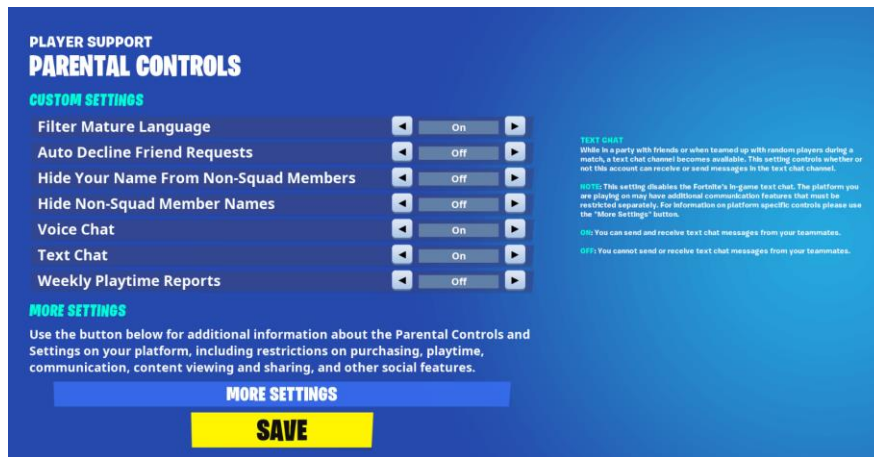 PLAYER SUPPORT
PARENTAL CONTROLS
CUSTOM SETTINGS
Filter Mature Language On
Auto Decline Friend Requests Off
Hide Your Name From Non-Squad Members Off
Hide Non-Squad Member Names Off
Voice Chat On
Text Chat On
Weekly Playtime Reports Off
MORE SETTINGS
Use the button below for additional information about the Parental Controls and
Settings on your platform, including restrictions on purchasing, playtime,
communication, content viewing and sharing, and other social features.
MORE SETTINGS
SAVE
TEXT CHAT
While in a party with friends or when teamed up with random players during a
match, a text chat channel becomes available. This setting controls whether or
not this account can receive or send messages in the text chat channel.
NOTE: This setting disables the Fortnite's in-game text chat. The platform you
are playing on may have additional communication features that must be
restricted separately. For information on platform specific controls please use
the "More Settings" button.
ON: You can send and receive text chat messages from your teammates.
OFF: You cannot send or receive text chat messages from your teammates.